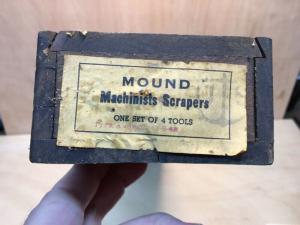 MOUND
Machinists Scrapers
ONE SET OF 4 TOOLS